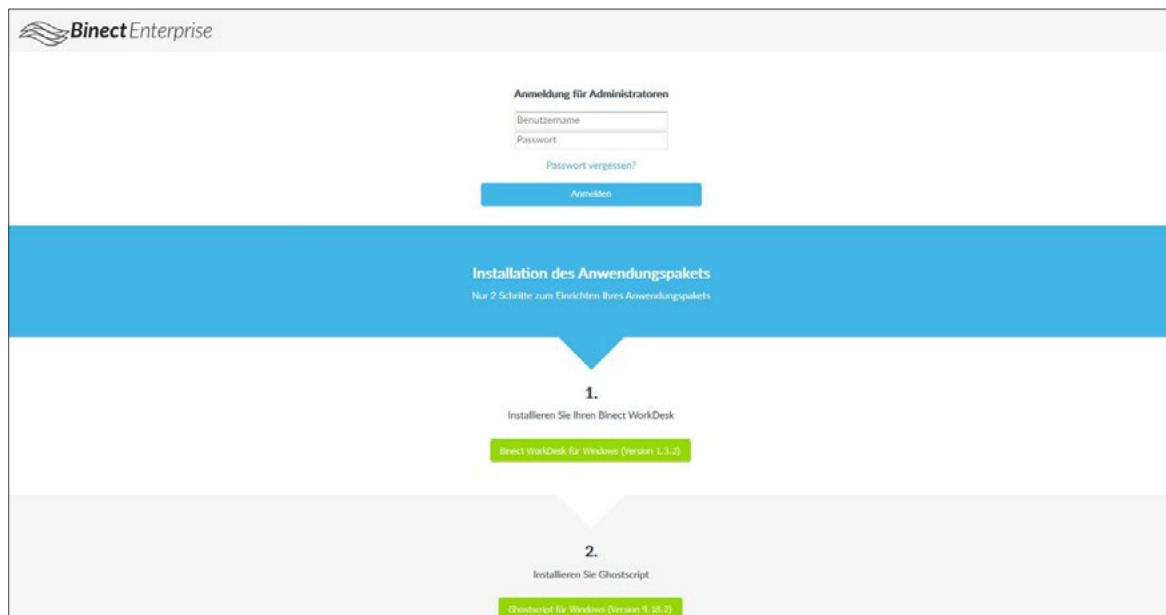 Binect Enterprise
Anmeldung für Administratoren
Benutzername
Passwort
Passwort vergessen?
Anmelden
Installation des Anwendungspakets
Nur 2 Schritte zum Einrichten Ihres Anwendungspakets
1.
Installieren Sie Ihren Binect WorkDesk
Binect WorkDesk für Windows (Version 1.3.2)
2.
Installieren Sie Ghostscript
Ghostscript für Windows (Version 9.18.2)